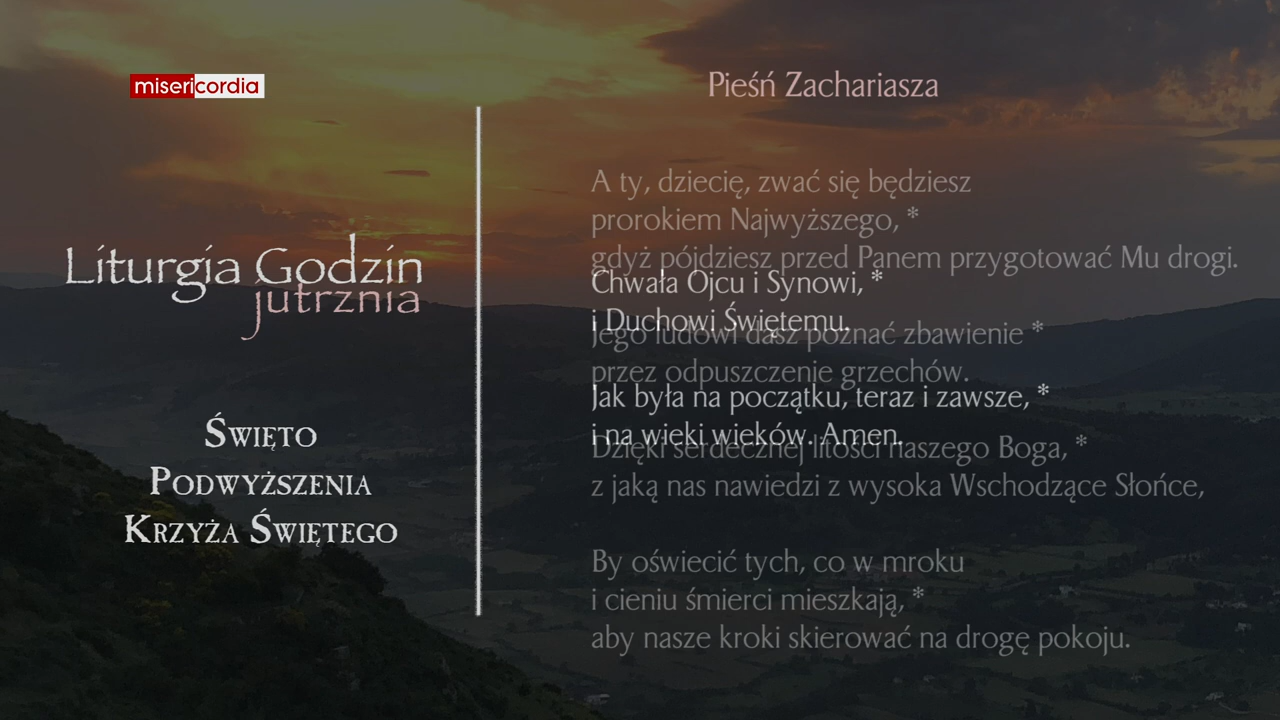 misericordia
Liturgia Godzin
jutrznia
Święto
Podwyższenia
Krzyża Świętego
Pieśń Zachariasza
A ty, dziecię, zwać się będziesz
prorokiem Najwyższego, *
gdyż pójdziesz przed Panem przygotować Mu drogi.
Chwała Ojcu i Synowi, *
i Duchowi Świętemu.
Jego ludowi dasz poznać zbawienie *
przez odpuszczenie grzechów.
Jak była na początku, teraz i zawsze, *
i na wieki wieków. Amen.
Dzięki serdecznej litości naszego Boga, *
z jaką nas nawiedzi z wysoka Wschodzące Słońce,
By oświecić tych, co w mroku
i cieniu śmierci mieszkają, *
aby nasze kroki skierować na drogę pokoju.